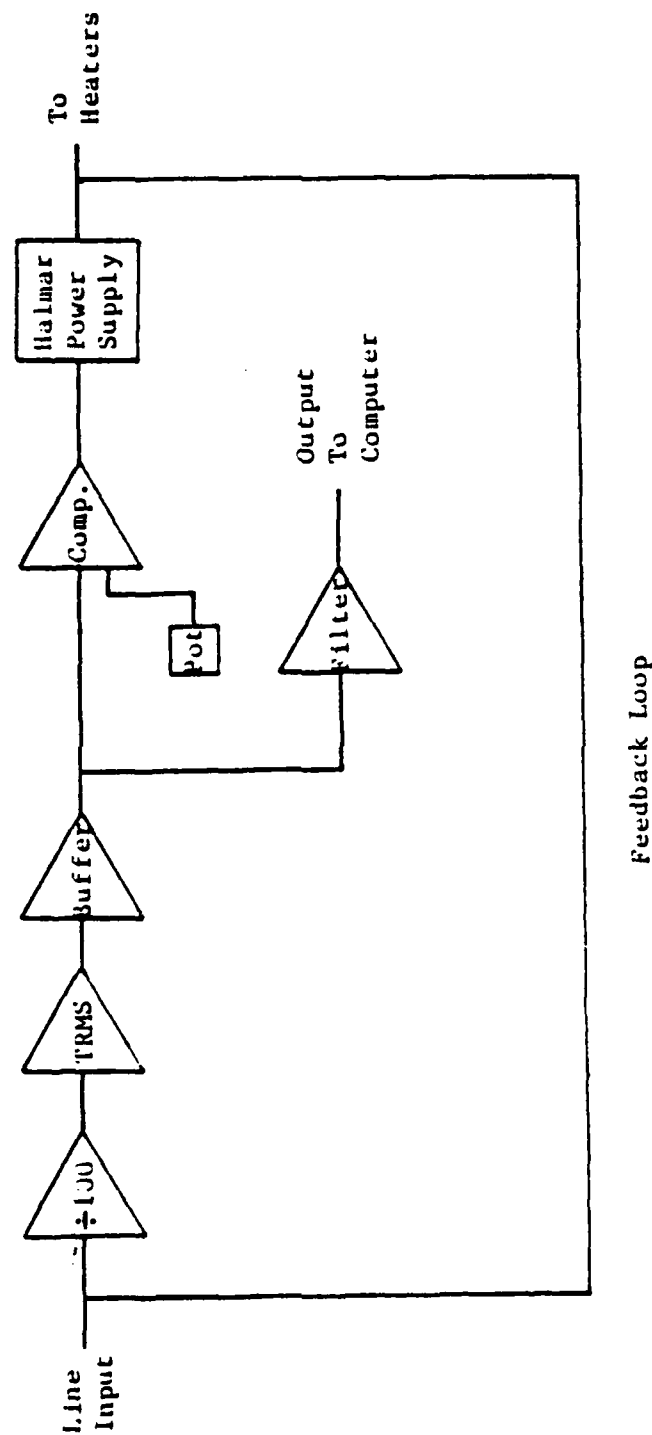 Line
Input
÷100
TRMS
Buffer
Comp.
Pot
Halmar
Power
Supply
To
Heaters
Filter
Output
To
Computer
Feedback Loop